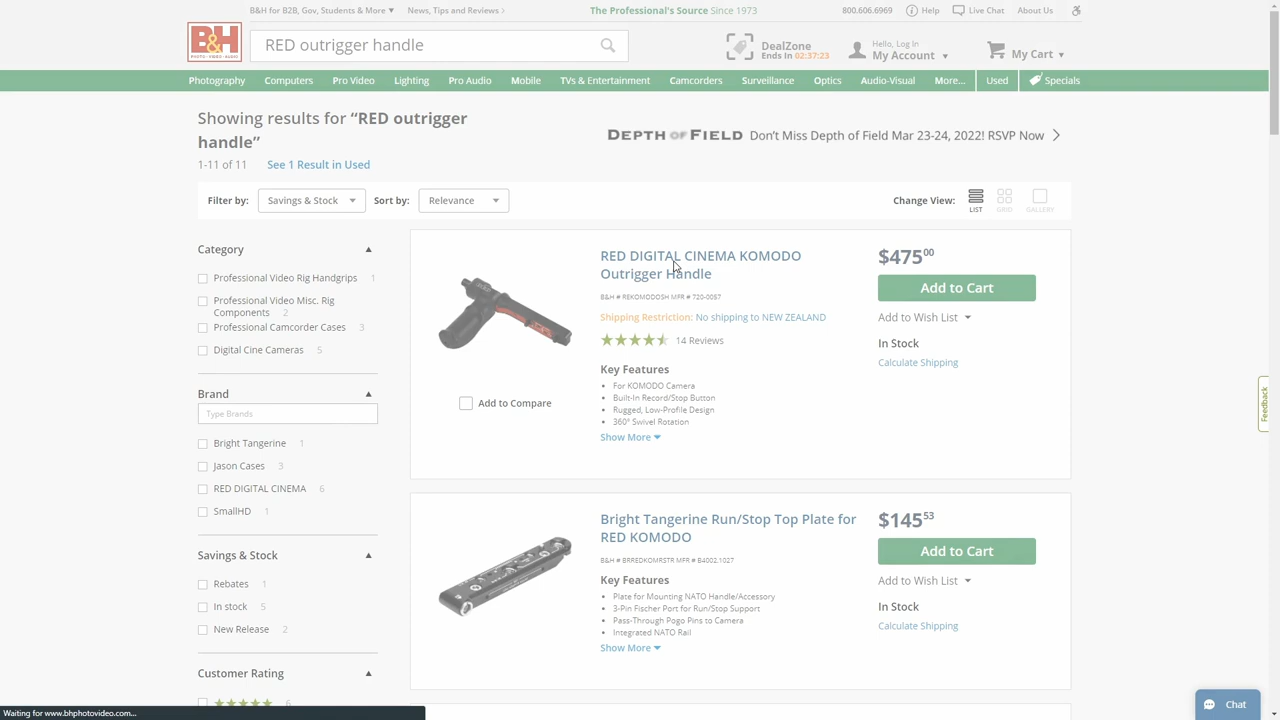 B&H for B2B, Gov, Students & More
News, Tips and Reviews
The Professional's Source Since 1973
800.606.6969
Help
Live Chat
About Us
B&H
PHOTO · VIDEO · AUDIO
RED outrigger handle
DealZone
Ends In 02:37:23
Hello, Log In
My Account
My Cart
Photography
Computers
Pro Video
Lighting
Pro Audio
Mobile
TVs & Entertainment
Camcorders
Surveillance
Optics
Audio-Visual
More...
Used
Specials
Showing results for “RED outrigger
handle”
1-11 of 11
See 1 Result in Used
DEPTH OF FIELD Don't Miss Depth of Field Mar 23-24, 2022! RSVP Now
Filter by:
Savings & Stock
Sort by:
Relevance
Change View:
LIST
GRID
GALLERY
Category
Professional Video Rig Handgrips 1
Professional Video Misc. Rig
Components 2
Professional Camcorder Cases 3
Digital Cine Cameras 5
Brand
Type Brands
Bright Tangerine 1
Jason Cases 3
RED DIGITAL CINEMA 6
SmallHD 1
Savings & Stock
Rebates 1
In stock 5
New Release 2
Customer Rating
6
RED DIGITAL CINEMA KOMODO
Outrigger Handle
B&H # REKOMODOSH MFR # 720-0057
Shipping Restriction: No shipping to NEW ZEALAND
14 Reviews
Key Features
For KOMODO Camera
Built-In Record/Stop Button
Rugged, Low-Profile Design
360° Swivel Rotation
Show More
Add to Compare
$475.00
Add to Cart
Add to Wish List
In Stock
Calculate Shipping
Bright Tangerine Run/Stop Top Plate for
RED KOMODO
B&H # BRREDKOMRSTR MFR # B4002.1027
Key Features
Plate for Mounting NATO Handle/Accessory
3-Pin Fischer Port for Run/Stop Support
Pass-Through Pogo Pins to Camera
Integrated NATO Rail
Show More
$145.53
Add to Cart
Add to Wish List
In Stock
Calculate Shipping
Feedback
Chat
Waiting for www.bhphotovideo.com...